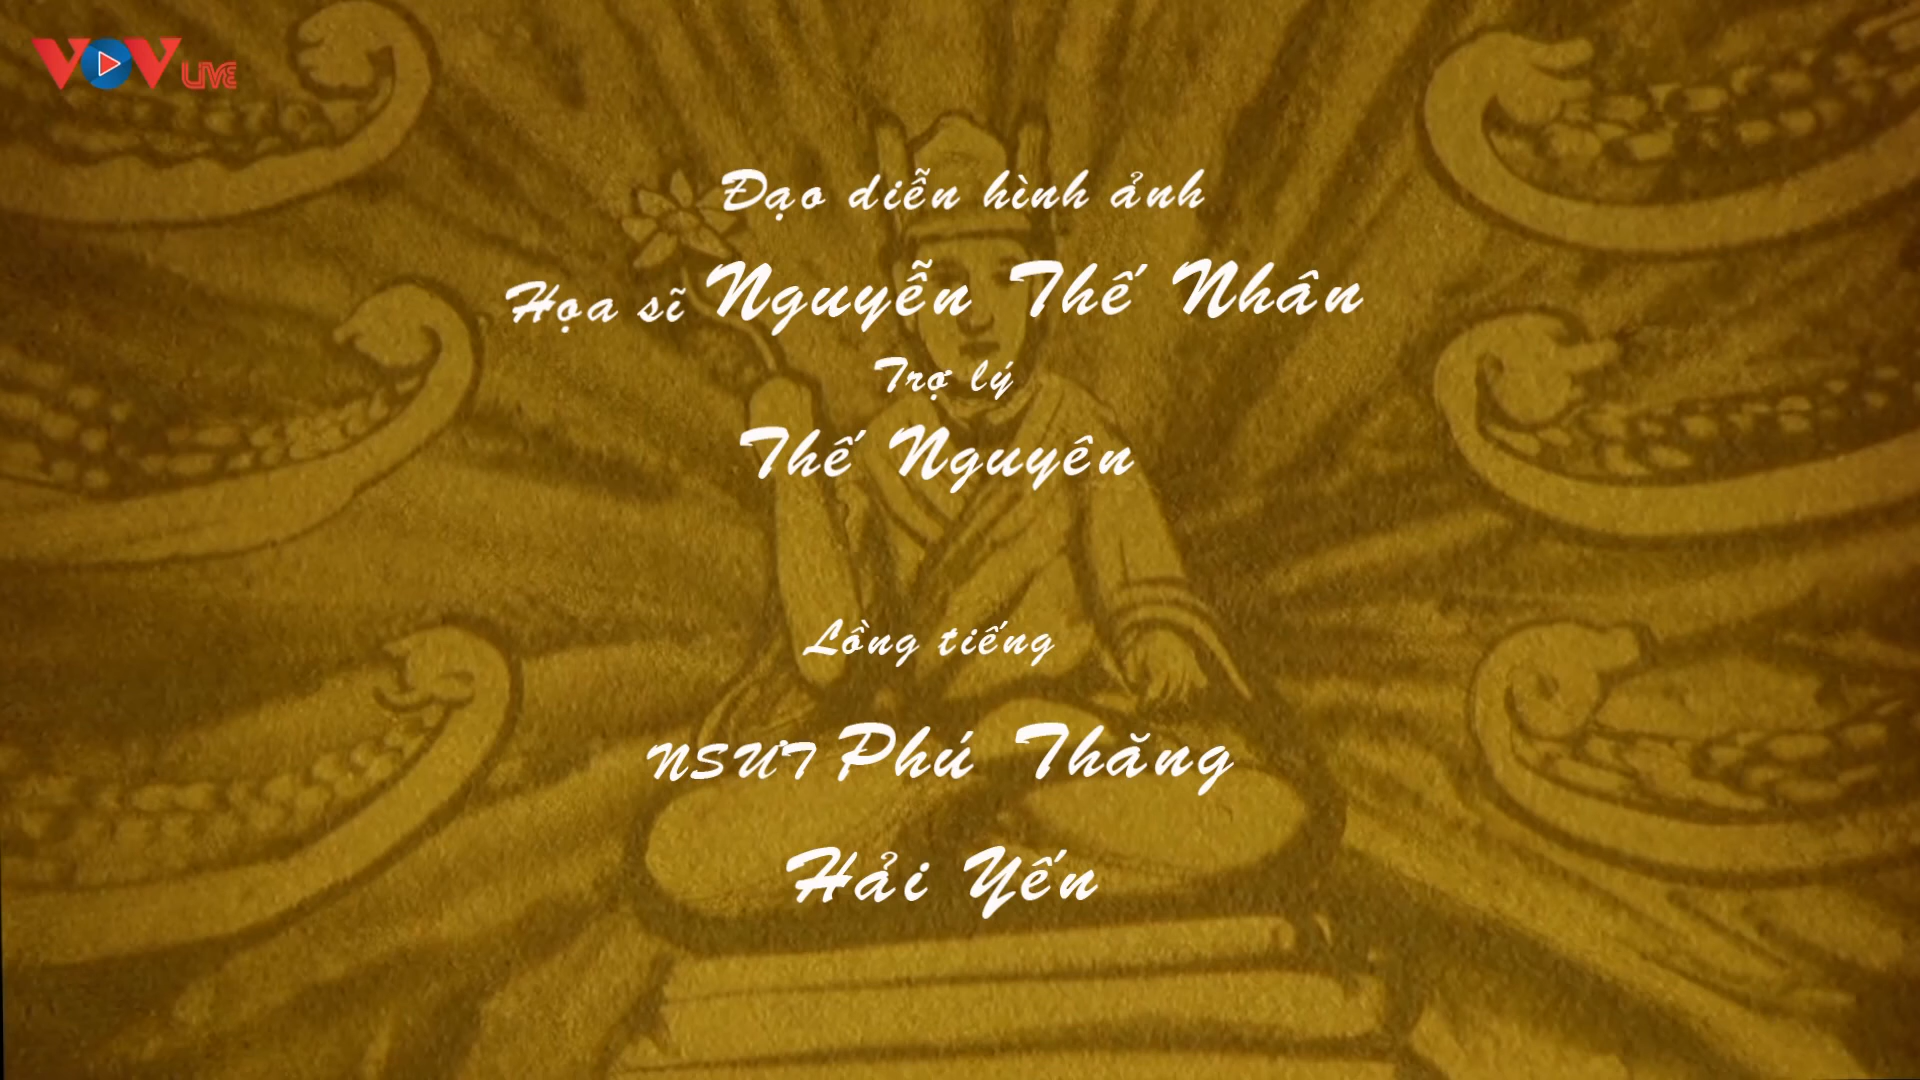 VOV LIVE
Đạo diễn hình ảnh
Họa sĩ Nguyễn Thế Nhân
Trợ lý
Thế Nguyên
Lồng tiếng
NSƯT Phú Thăng
Hải Yến